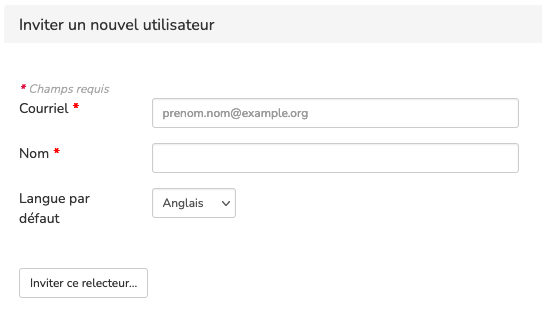 Inviter un nouvel utilisateur
* Champs requis
Courriel *
prenom.nom@example.org
Nom *
Langue par
défaut
Anglais
Inviter ce relecteur...